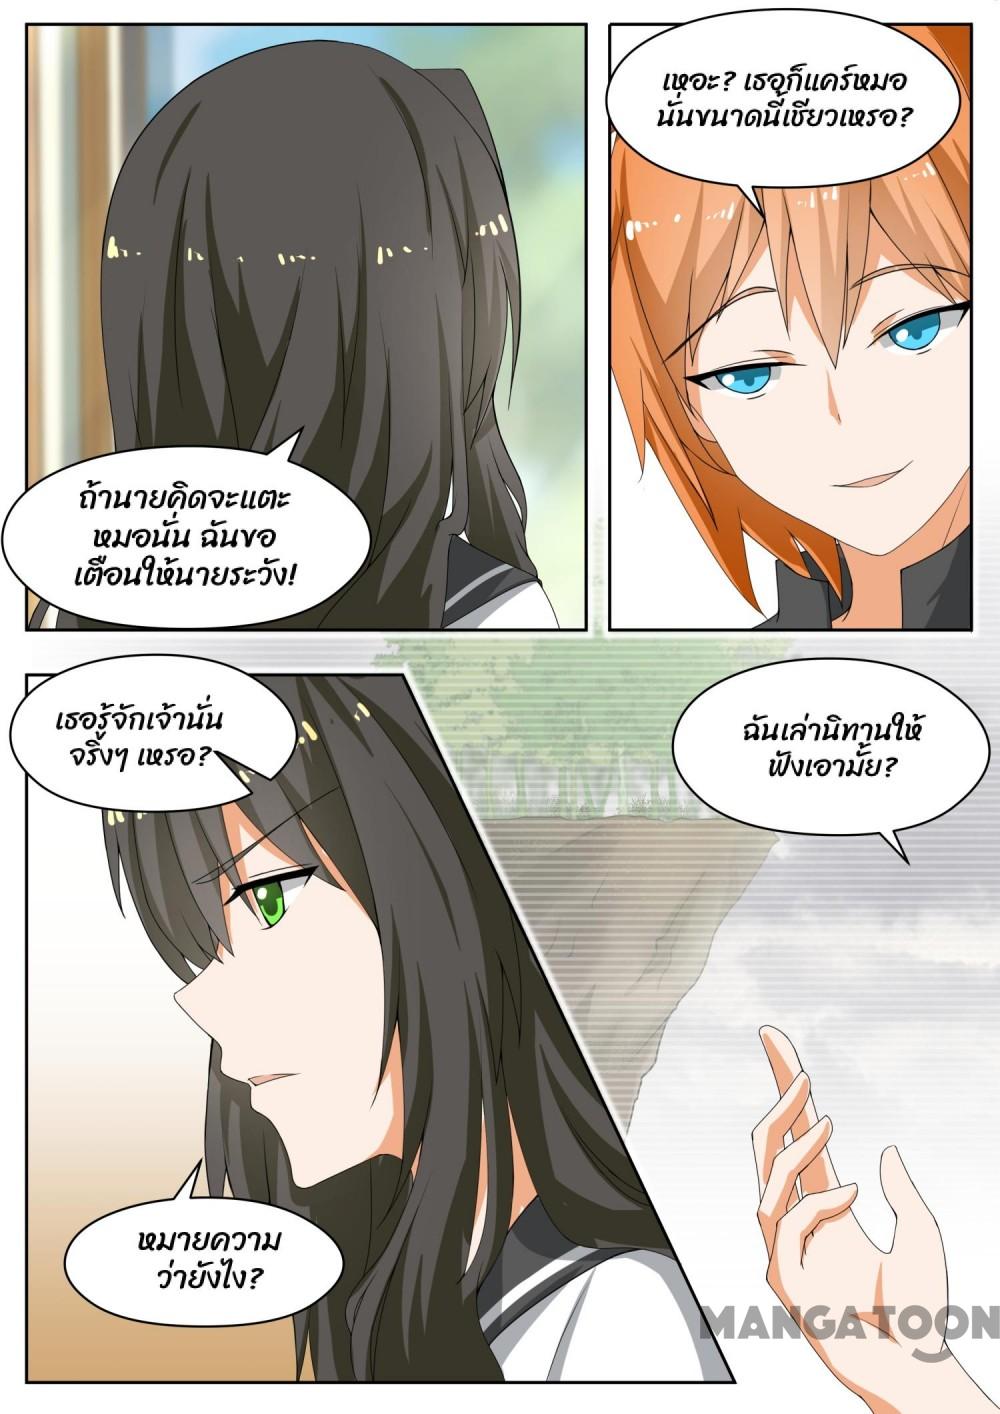 ถ้านายคิดจะแตะ
หมอนั่น ฉันขอ
เตือนให้นายระวัง!
เหอะ? เธอก็แคร์หมอ
นั่นขนาดนี้เชียวเหรอ?
เธอรู้จักเจ้านั่น
จริงๆ เหรอ?
ฉันเล่านิทานให้
ฟังเอามั้ย?
หมายความ
ว่ายังไง?
MANGATOON